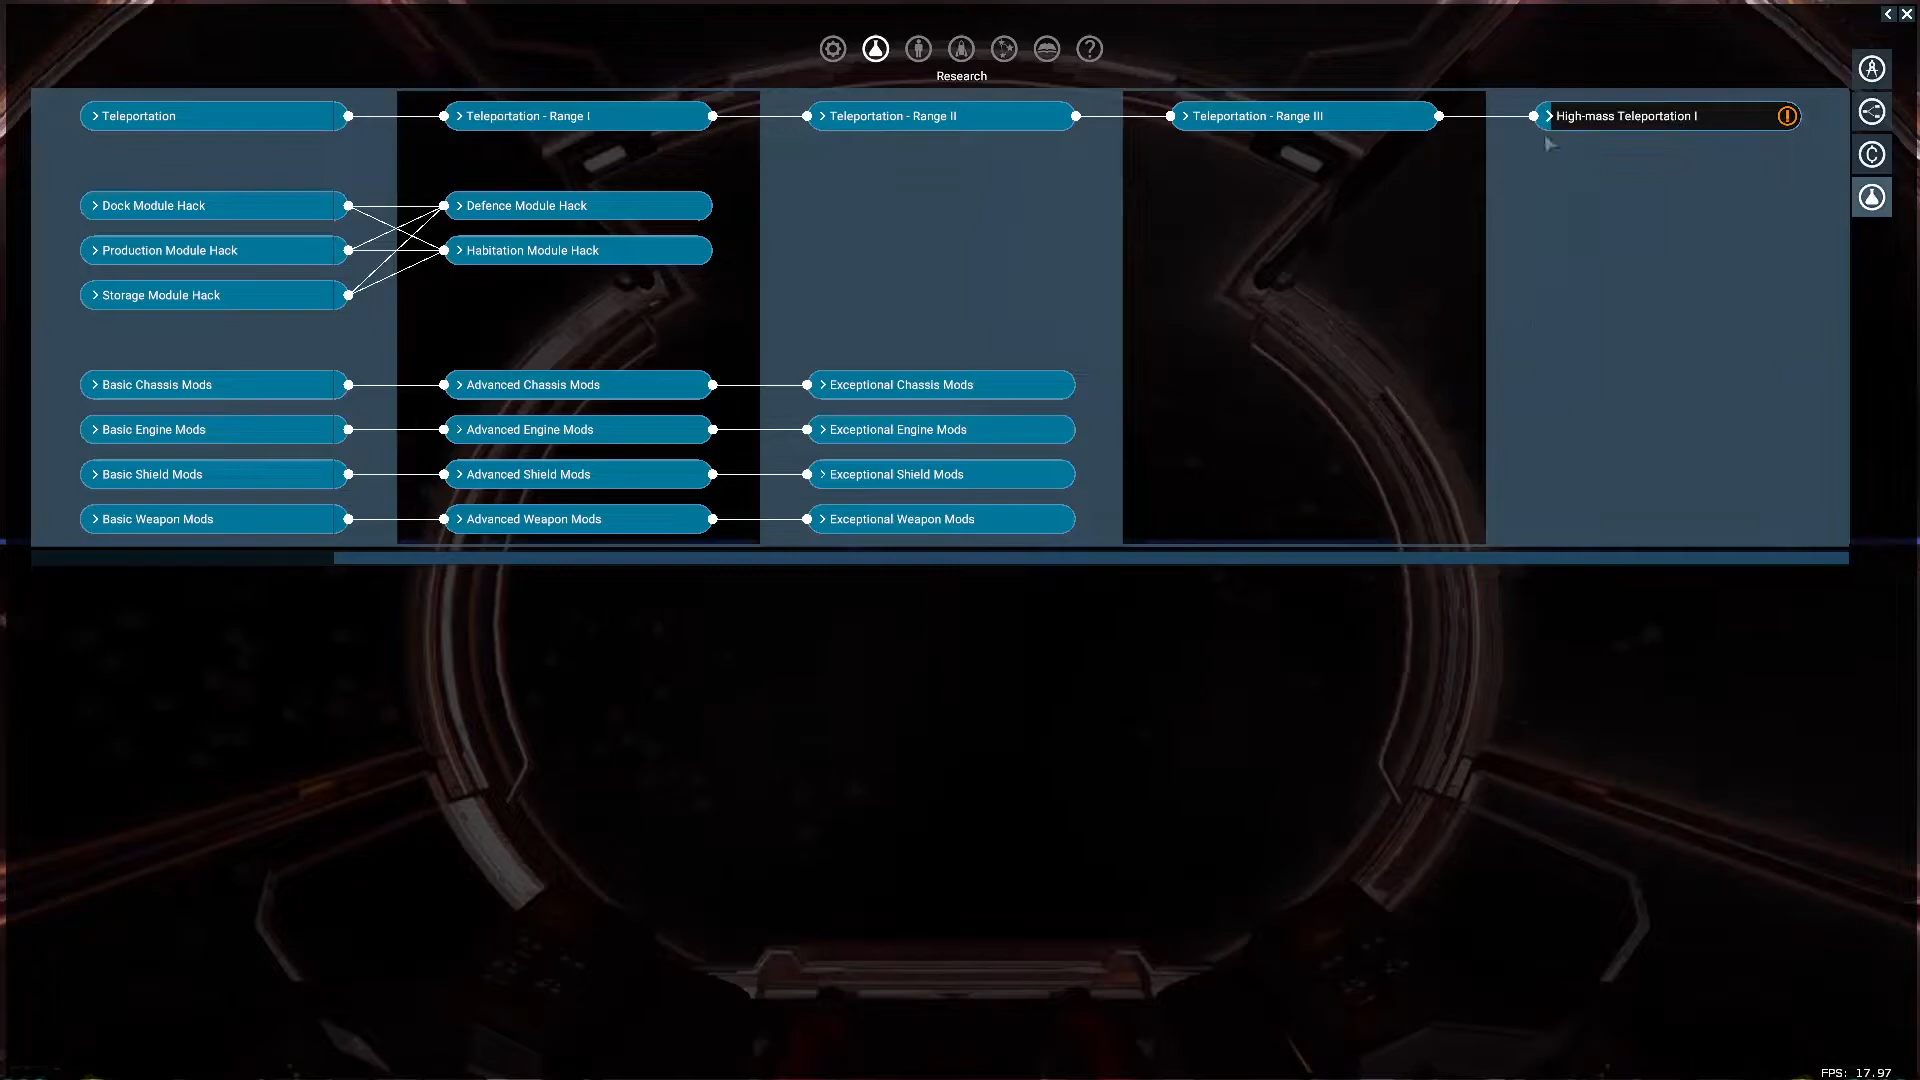 Research
Teleportation
Teleportation - Range I
Teleportation - Range II
Teleportation - Range III
High-mass Teleportation I
Dock Module Hack
Defence Module Hack
Production Module Hack
Habitation Module Hack
Storage Module Hack
Basic Chassis Mods
Advanced Chassis Mods
Exceptional Chassis Mods
Basic Engine Mods
Advanced Engine Mods
Exceptional Engine Mods
Basic Shield Mods
Advanced Shield Mods
Exceptional Shield Mods
Basic Weapon Mods
Advanced Weapon Mods
Exceptional Weapon Mods
FPS: 17.97